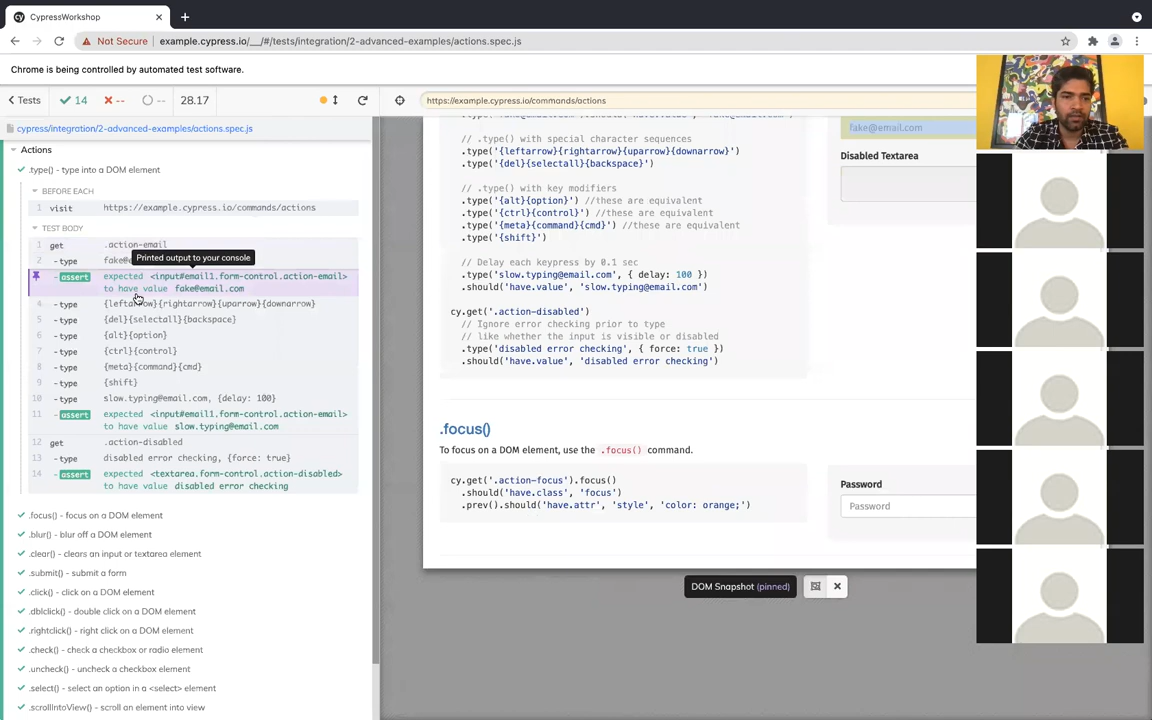 CypressWorkshop
Not Secure
example.cypress.io/__/#/tests/integration/2-advanced-examples/actions.spec.js
Chrome is being controlled by automated test software.
Tests
14
--
--
28.17
https://example.cypress.io/commands/actions
cypress/integration/2-advanced-examples/actions.spec.js
Actions
.type() - type into a DOM element
BEFORE EACH
1 visit https://example.cypress.io/commands/actions
TEST BODY
1 get .action-email
Printed output to your console
2 -type
-assert expected <input#email1.form-control.action-email>
to have value fake@email.com
4 -type {leftarrow}{rightarrow}{uparrow}{downarrow}
5 -type {del}{selectall}{backspace}
6 -type {alt}{option}
7 -type {ctrl}{control}
8 -type {meta}{command}{cmd}
9 -type {shift}
10 -type slow.typing@email.com, {delay: 100}
11 -assert expected <input#email1.form-control.action-email>
to have value slow.typing@email.com
12 get .action-disabled
13 -type disabled error checking, {force: true}
14 -assert expected <textarea.form-control.action-disabled>
to have value disabled error checking
.focus() - focus on a DOM element
.blur() - blur off a DOM element
.clear() - clears an input or textarea element
.submit() - submit a form
.click() - click on a DOM element
.dblclick() - double click on a DOM element
.rightclick() - right click on a DOM element
.check() - check a checkbox or radio element
.uncheck() - uncheck a checkbox element
.select() - select an option in a <select> element
.scrollIntoView() - scroll an element into view
// .type() with special character sequences
.type('{leftarrow}{rightarrow}{uparrow}{downarrow}')
.type('{del}{selectall}{backspace}')
// .type() with key modifiers
.type('{alt}{option}') //these are equivalent
.type('{ctrl}{control}') //these are equivalent
.type('{meta}{command}{cmd}') //these are equivalent
.type('{shift}')
// Delay each keypress by 0.1 sec
.type('slow.typing@email.com', { delay: 100 })
.should('have.value', 'slow.typing@email.com')
cy.get('.action-disabled')
// Ignore error checking prior to type
// like whether the input is visible or disabled
.type('disabled error checking', { force: true })
.should('have.value', 'disabled error checking')
fake@email.com
Disabled Textarea
.focus()
To focus on a DOM element, use the .focus() command.
cy.get('.action-focus').focus()
.should('have.class', 'focus')
.prev().should('have.attr', 'style', 'color: orange;')
Password
Password
DOM Snapshot (pinned)